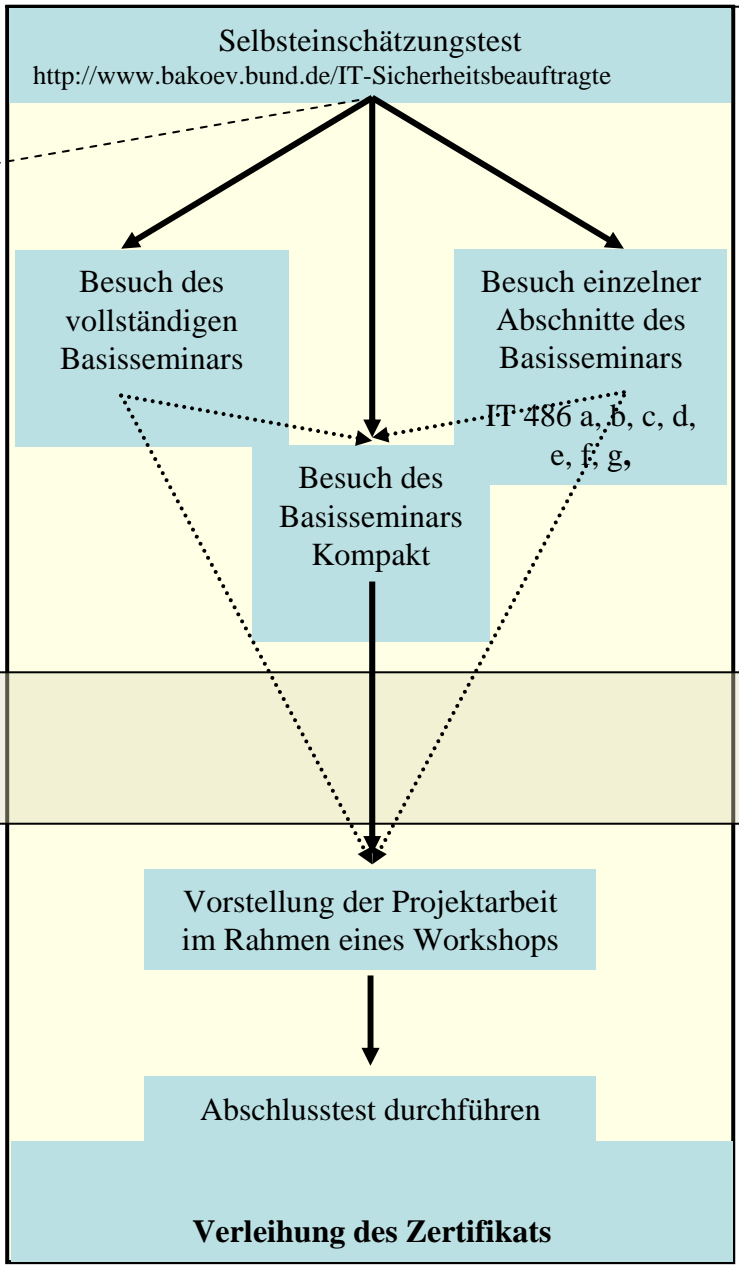 Selbsteinschätzungstest
http://www.bakoev.bund.de/IT-Sicherheitsbeauftragte
Besuch des
vollständigen
Basisseminars
Besuch einzelner
Abschnitte des
Basisseminars
IT 486 a, b, c, d,
e, f, g,
Besuch des
Basisseminars
Kompakt
Vorstellung der Projektarbeit
im Rahmen eines Workshops
Abschlusstest durchführen
Verleihung des Zertifikats